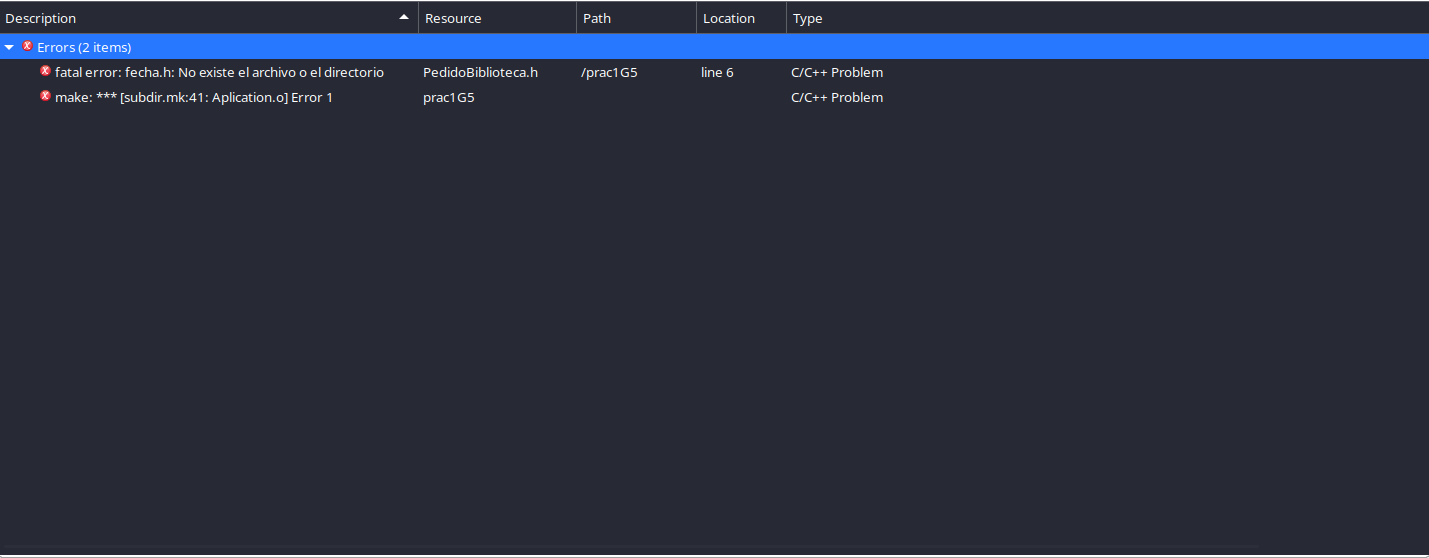 Description Resource Path Location Type
Errors (2 items)
fatal error: fecha.h: No existe el archivo o el directorio PedidoBiblioteca.h /prac1G5 line 6 C/C++ Problem
make: *** [subdir.mk:41: Aplication.o] Error 1 prac1G5 C/C++ Problem